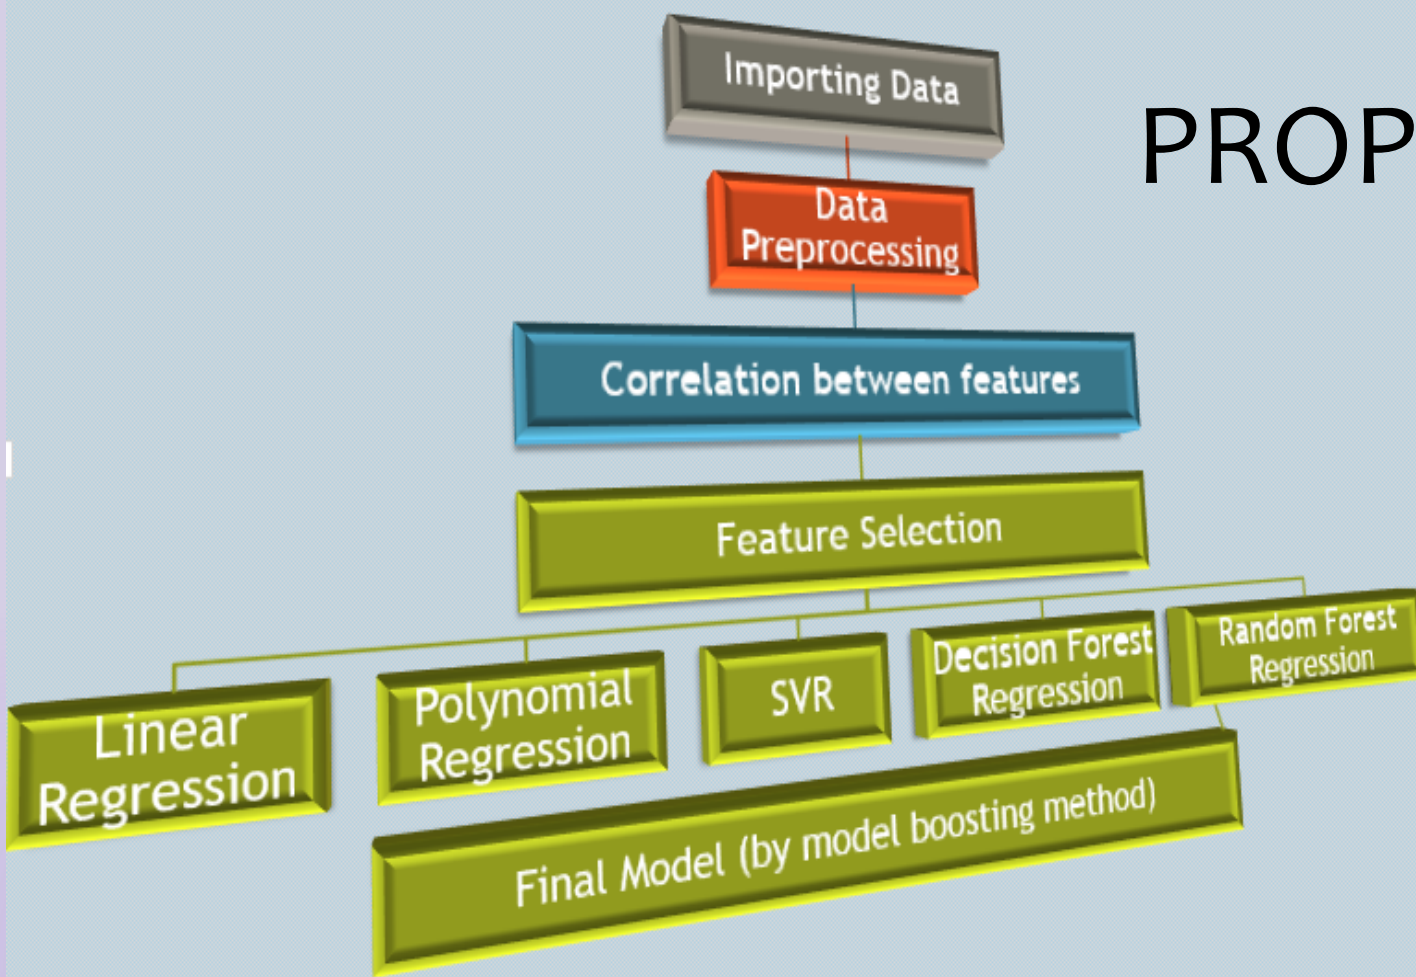 Importing Data
PROP
Data
Preprocessing
Correlation between features
Feature Selection
Linear
Regression
Polynomial
Regression
SVR
Decision Forest
Regression
Random Forest
Regression
Final Model (by model boosting method)